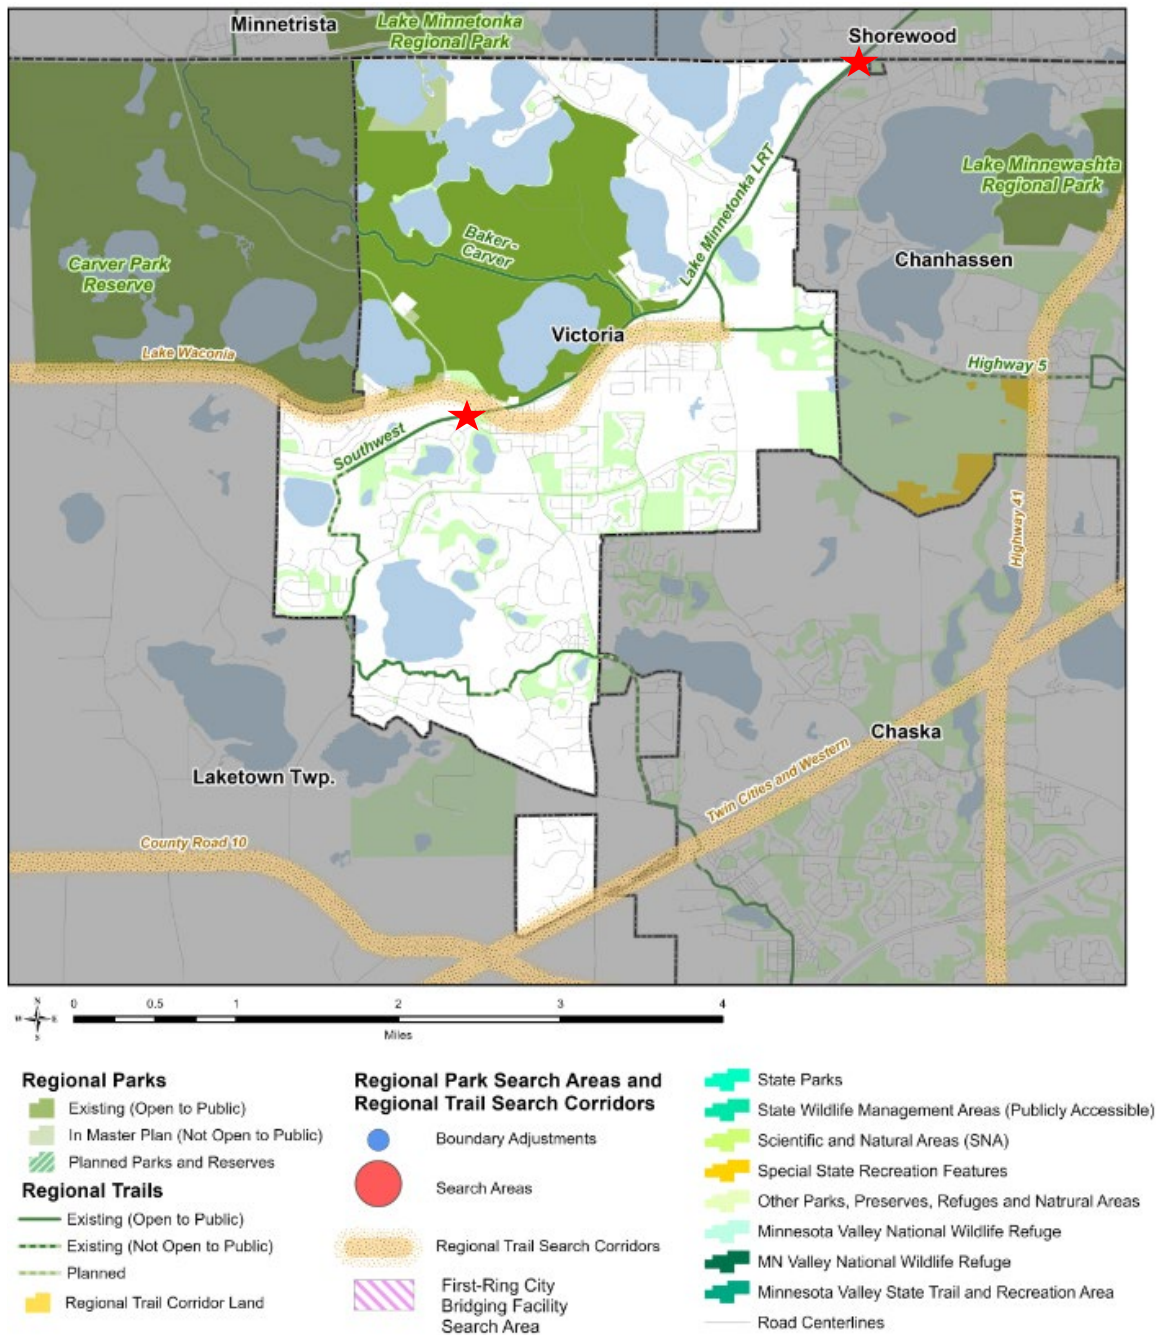 Minnetrista
Lake Minnetonka
Regional Park
Shorewood
Lake Minnewashta
Regional Park
Lake Minnetonka LRT
Carver Park
Reserve
Baker -
Carver
Chanhassen
Victoria
Lake Waconia
Highway 5
Southwest
Highway 41
Chaska
Laketown Twp.
Twin Cities and Western
County Road 10
N
W E
S
0 0.5 1 2 3 4
Miles
Regional Parks
Existing (Open to Public)
In Master Plan (Not Open to Public)
Planned Parks and Reserves
Regional Trails
Existing (Open to Public)
Existing (Not Open to Public)
Planned
Regional Trail Corridor Land
Regional Park Search Areas and
Regional Trail Search Corridors
Boundary Adjustments
Search Areas
Regional Trail Search Corridors
First-Ring City
Bridging Facility
Search Area
State Parks
State Wildlife Management Areas (Publicly Accessible)
Scientific and Natural Areas (SNA)
Special State Recreation Features
Other Parks, Preserves, Refuges and Natrural Areas
Minnesota Valley National Wildlife Refuge
MN Valley National Wildlife Refuge
Minnesota Valley State Trail and Recreation Area
Road Centerlines